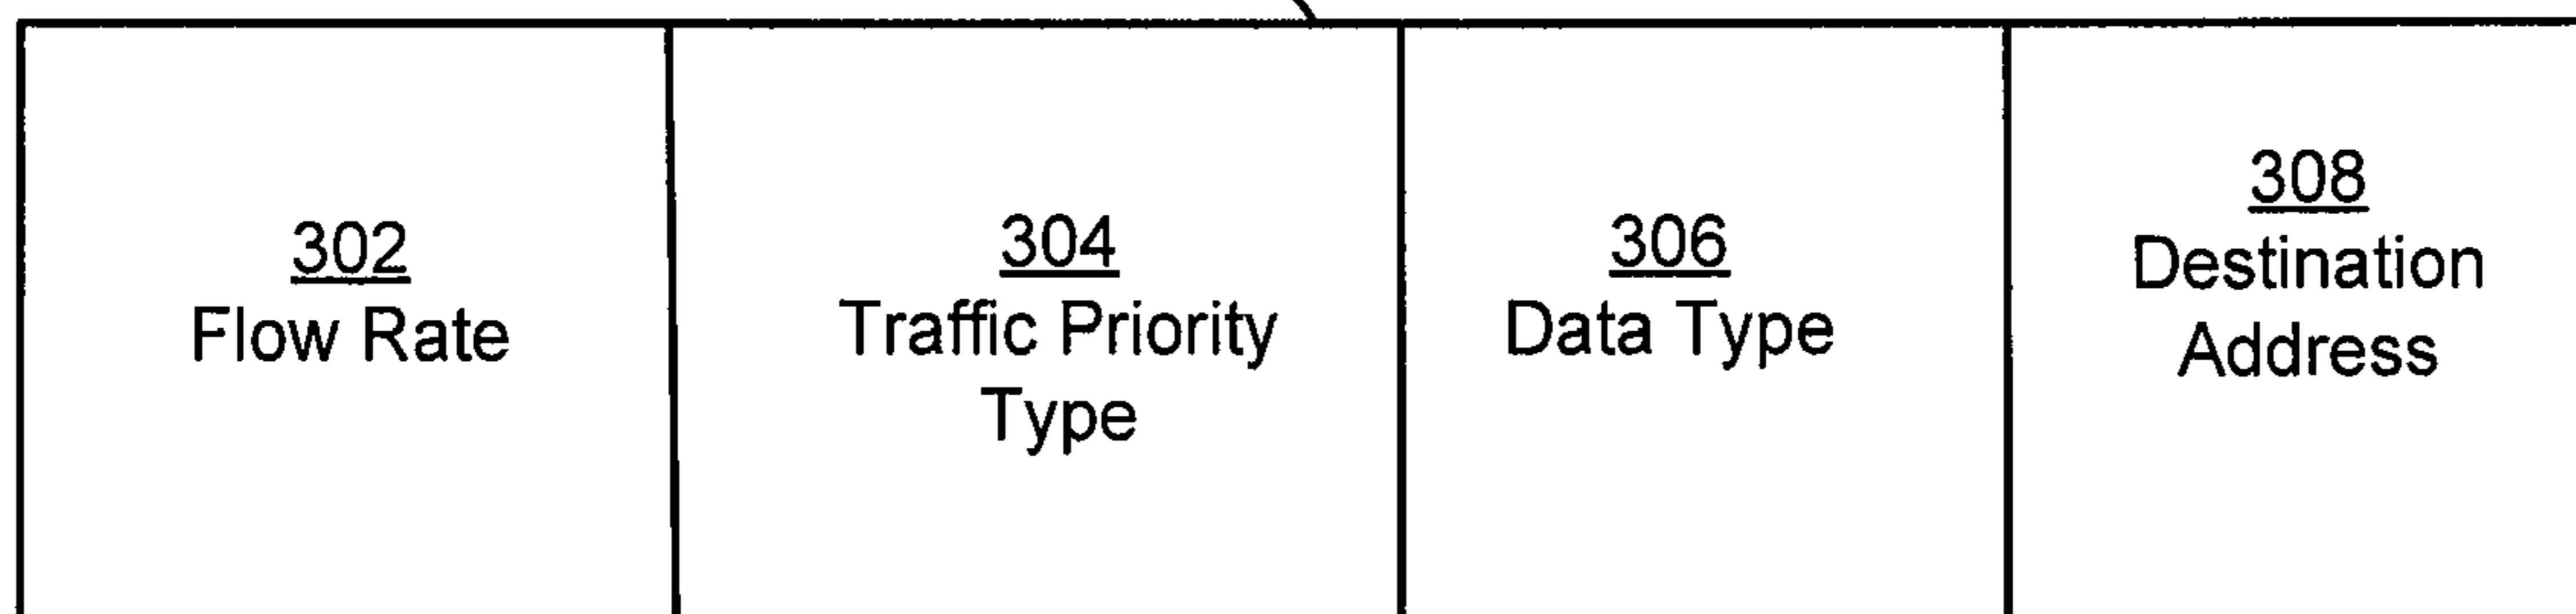 302
Flow Rate
304
Traffic Priority
Type
306
Data Type
308
Destination
Address